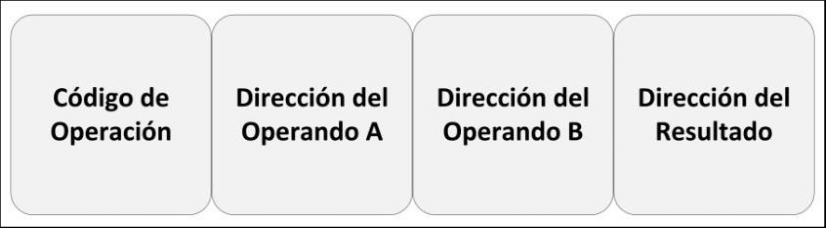 Código de
Operación
Dirección del
Operando A
Dirección del
Operando B
Dirección del
Resultado